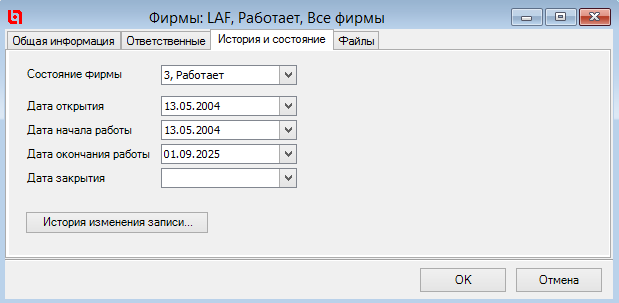 Фирмы: LAF, Работает, Все фирмы
Общая информация Ответственные История и состояние Файлы
Состояние фирмы 3, Работает
Дата открытия 13.05.2004
Дата начала работы 13.05.2004
Дата окончания работы 01.09.2025
Дата закрытия
История изменения записи...
OK Отмена